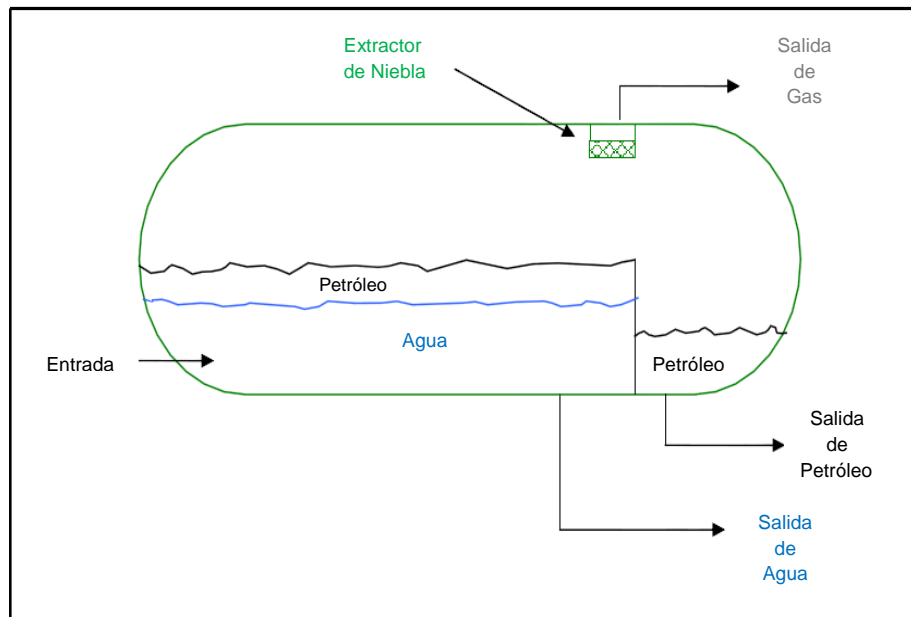 Extractor
de Niebla
Salida
de
Gas
Petróleo
Agua
Entrada
Petróleo
Salida
de
Petróleo
Salida
de
Agua